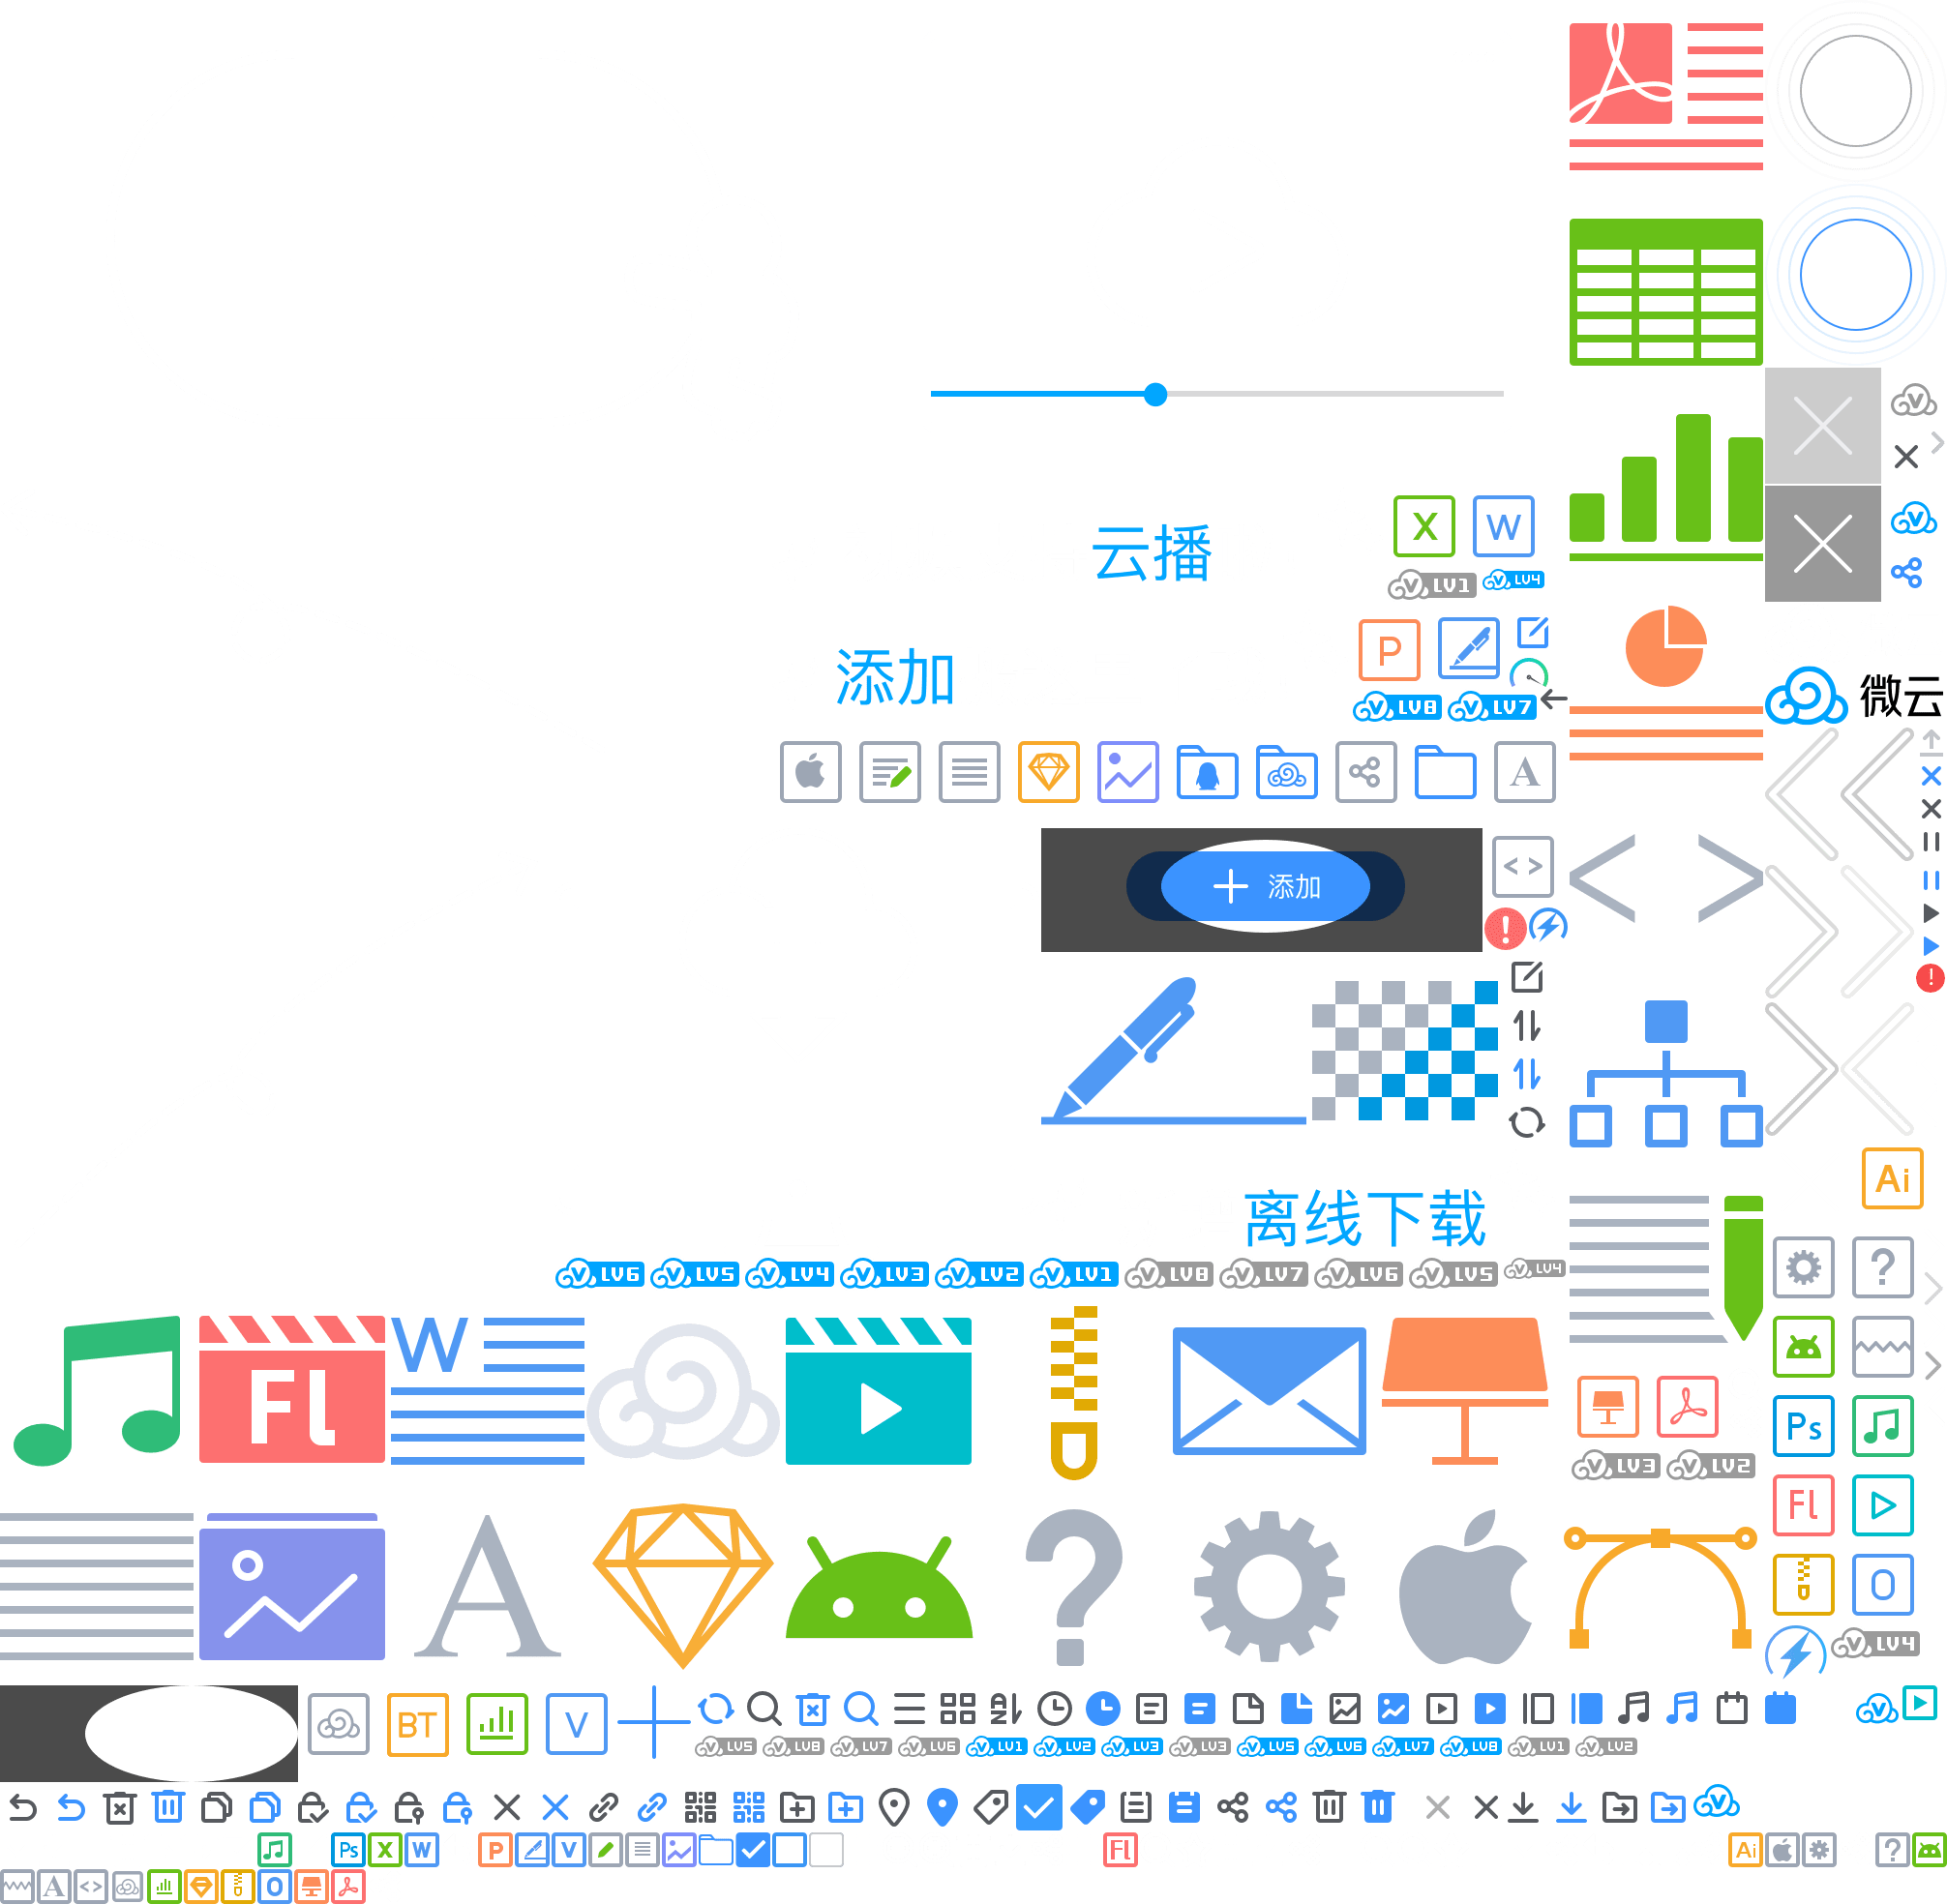 云播
X W
LV1 LV4
添加
P
LV8 LV7
微云
A
添加
Ai
离线下载
LV6 LV5 LV4 LV3 LV2 LV1 LV8 LV7 LV6 LV5 LV4
?
Fl W
Ps
LV3 LV2
Fl
A ?
O
LV4
BT V
LV5 LV8 LV7 LV6 LV1 LV2 LV3 LV3 LV5 LV6 LV7 LV8 LV1 LV2
Ps X W P V Fl Ai ?
A O